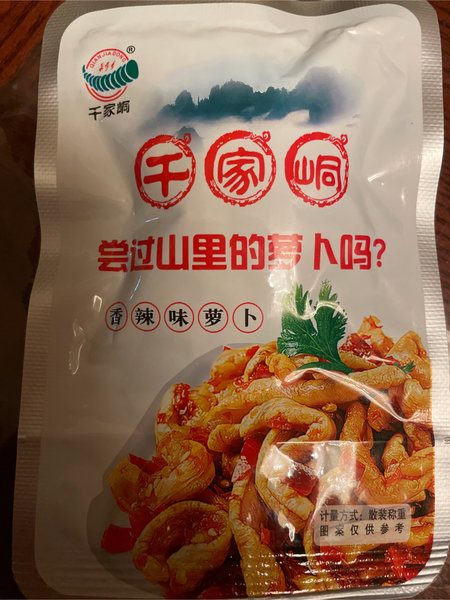 QIANJIADONG
®
千家峒
千家峒
尝过山里的萝卜吗?
香辣味萝卜
计量方式：散装称重
图案仅供参考